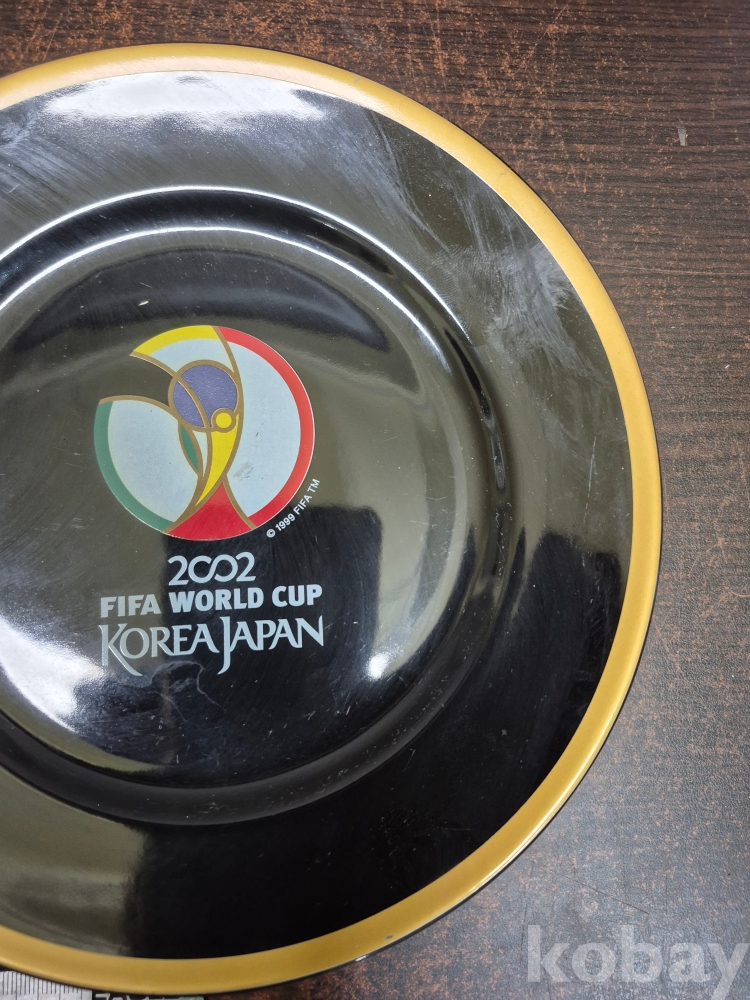 © 1999 FIFA TM
2002
FIFA WORLD CUP
KOREA JAPAN
kobay